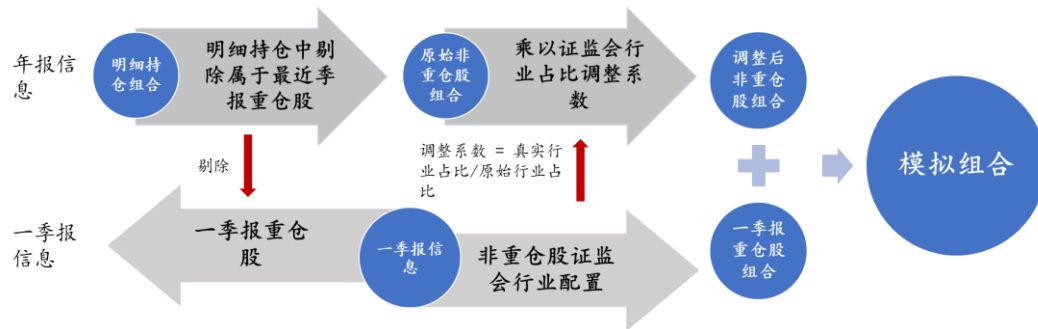 年报信
息
明细持
仓组合
明细持仓中剔
除属于最近季
报重仓股
原始非
重仓股
组合
乘以证监会行
业占比调整系
数
调整后
非重仓
股组合
模拟组合
剔除
调整系数 = 真实行
业占比/原始行业占
比
一季报
信息
一季报重仓
股
一季报信
息
非重仓股证监
会行业配置
一季报
重仓股
组合